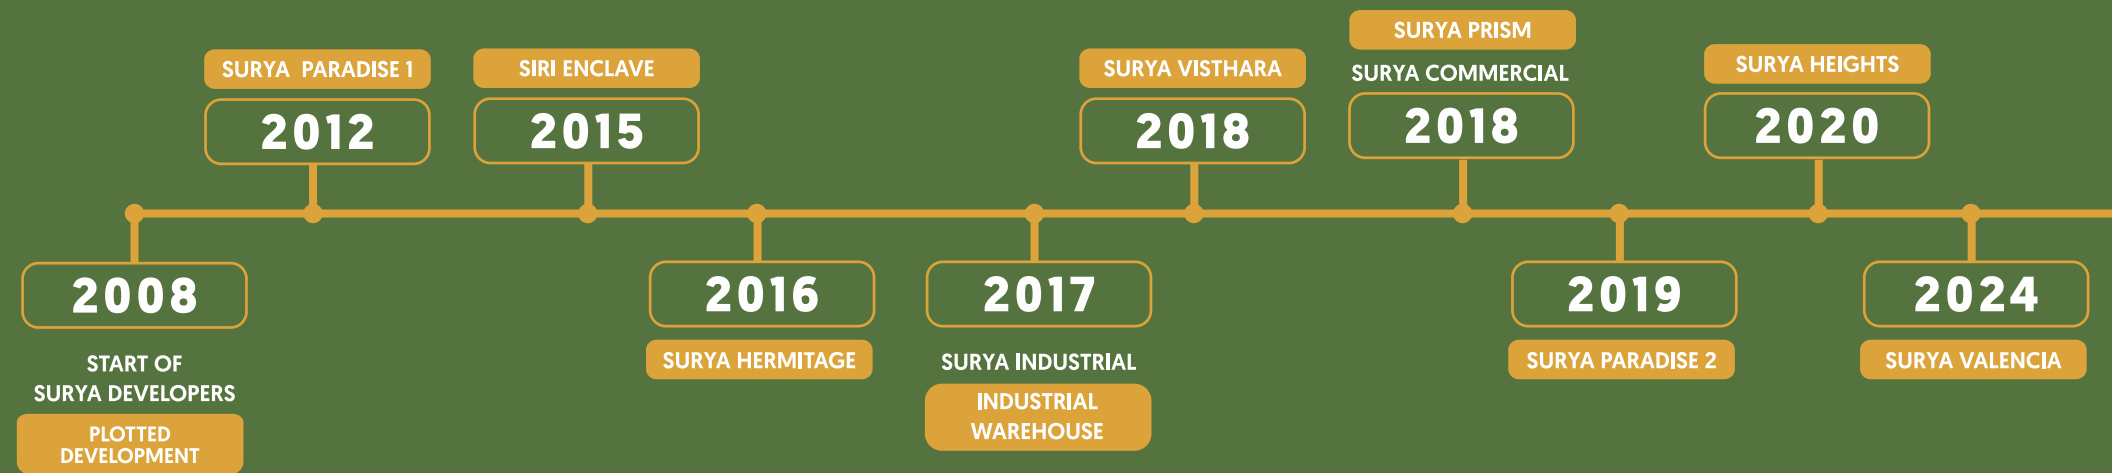 START OF
SURYA DEVELOPERS
2008
PLOTTED
DEVELOPMENT
SURYA PARADISE 1
2012
SIRI ENCLAVE
2015
2016
SURYA HERMITAGE
2017
SURYA INDUSTRIAL
INDUSTRIAL
WAREHOUSE
SURYA VISTHARA
2018
SURYA PRISM
SURYA COMMERCIAL
2018
2019
SURYA PARADISE 2
SURYA HEIGHTS
2020
2024
SURYA VALENCIA